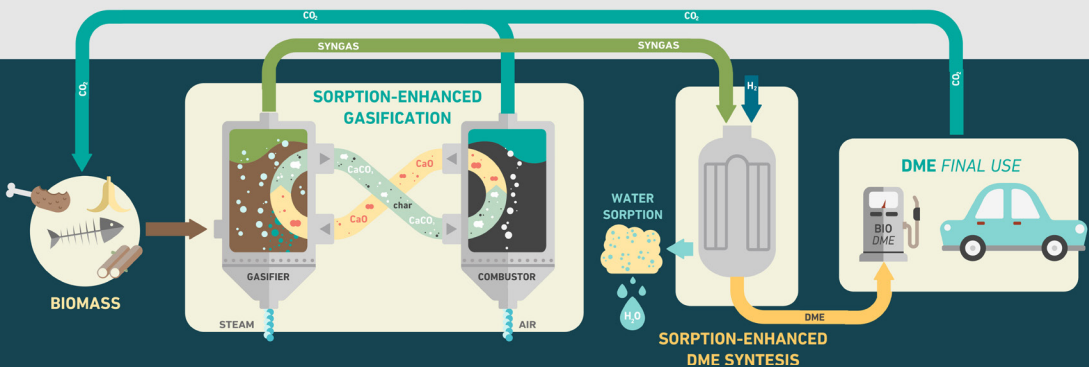 CO₂
CO₂
SYNGAS
SYNGAS
CO₂
H₂
CO₂
SORPTION-ENHANCED
GASIFICATION
CaCO₃
CaO
DME FINAL USE
WATER
SORPTION
char
CaO
CaCO₃
BIO
DME
GASIFIER
COMBUSTOR
BIOMASS
H₂O
STEAM
AIR
DME
SORPTION-ENHANCED
DME SYNTESIS